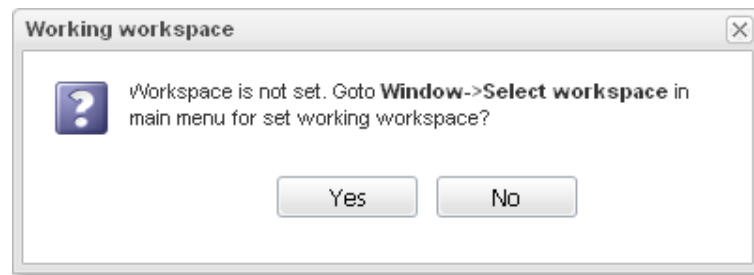 Working workspace
Workspace is not set. Goto Window->Select workspace in
main menu for set working workspace?
Yes No